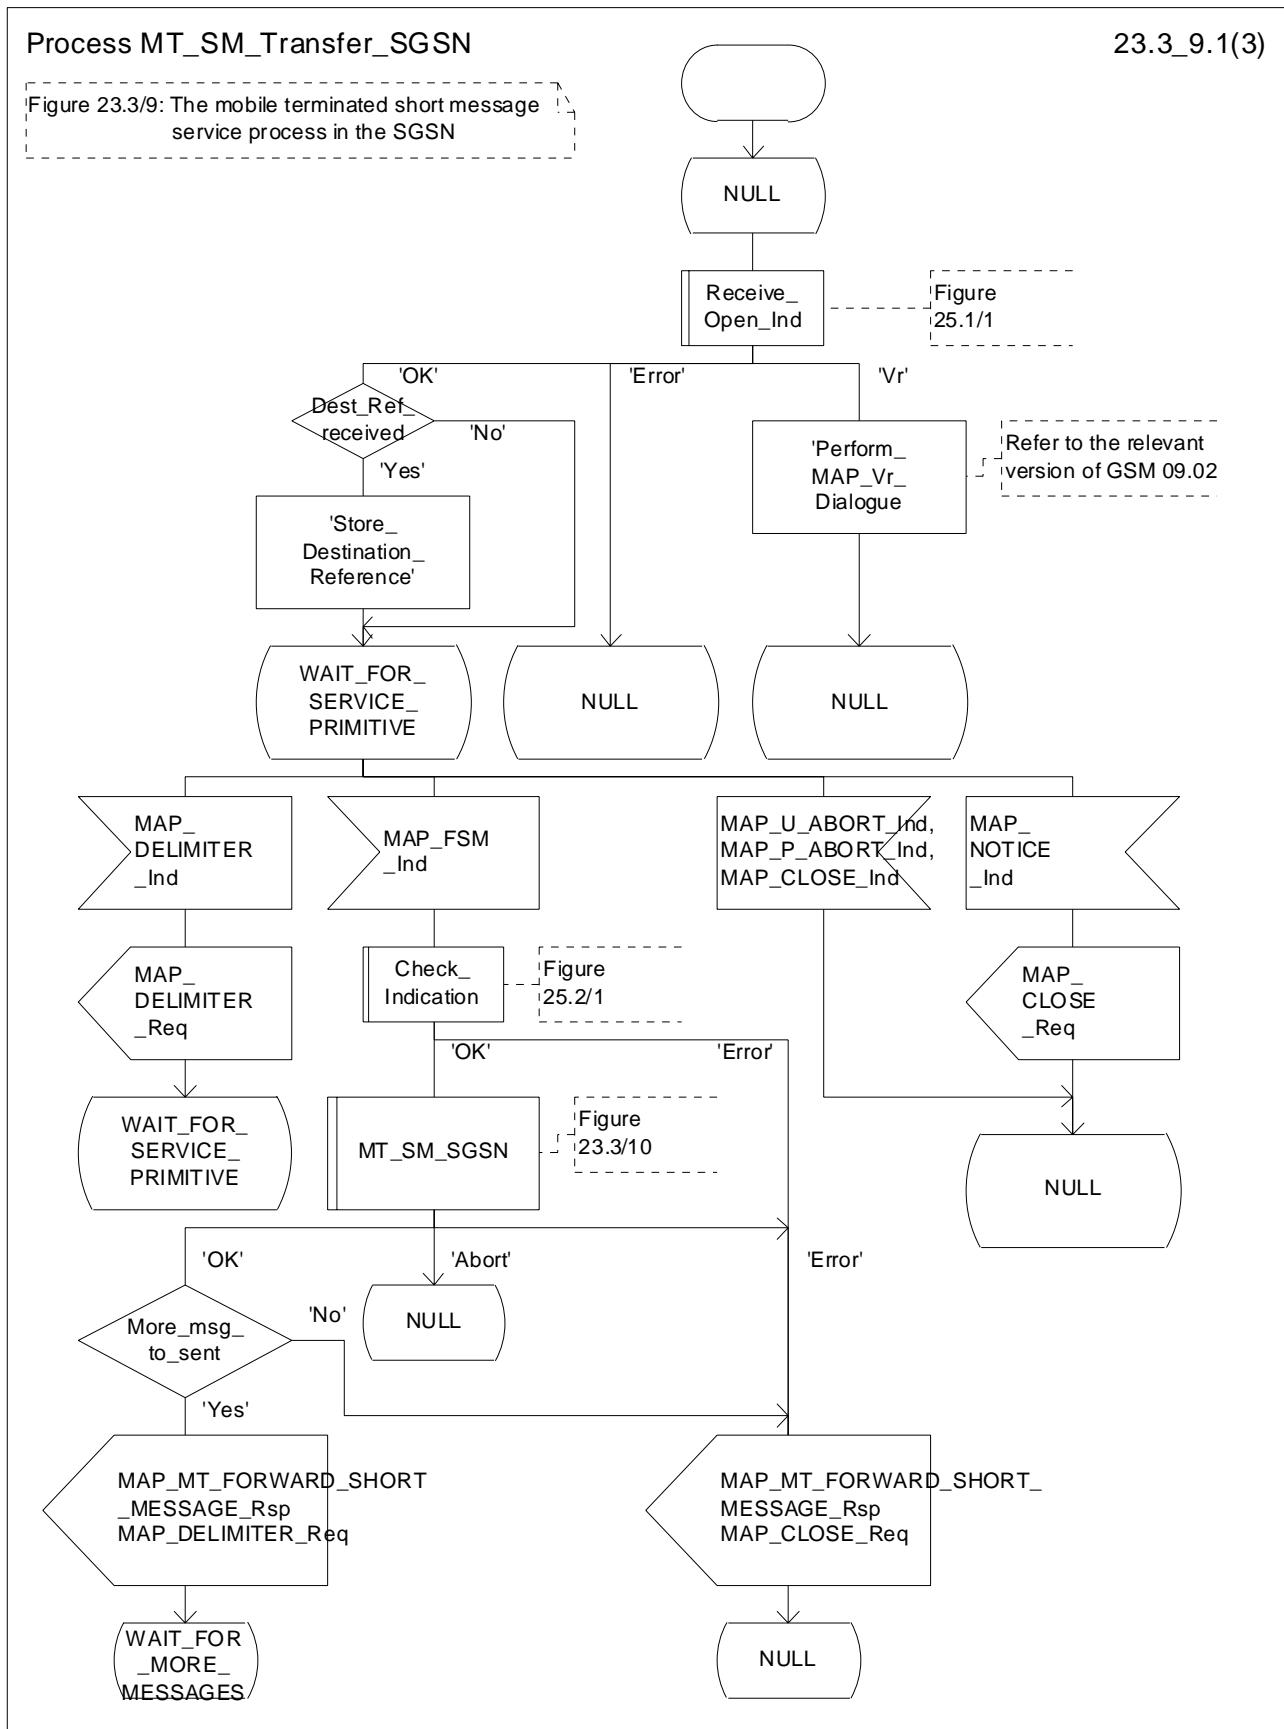 Process MT_SM_Transfer_SGSN
23.3_9.1(3)
Figure 23.3/9: The mobile terminated short message
service process in the SGSN
NULL
Receive_
Open_Ind
Figure
25.1/1
'OK'
'Error'
'Vr'
Dest_Ref_
received
'No'
'Yes'
'Perform_
MAP_Vr_
Dialogue
Refer to the relevant
version of GSM 09.02
'Store_
Destination_
Reference'
WAIT_FOR_
SERVICE_
PRIMITIVE
NULL
NULL
MAP_
DELIMITER
_Ind
MAP_FSM
_Ind
MAP_U_ABORT_Ind,
MAP_P_ABORT_Ind,
MAP_CLOSE_Ind
MAP_
NOTICE
_Ind
MAP_
DELIMITER
_Req
Check_
Indication
Figure
25.2/1
MAP_
CLOSE
_Req
'OK'
'Error'
WAIT_FOR_
SERVICE_
PRIMITIVE
MT_SM_SGSN
Figure
23.3/10
NULL
'OK'
'Abort'
'Error'
More_msg_
to_sent
'No'
NULL
'Yes'
MAP_MT_FORWARD_SHORT
_MESSAGE_Rsp
MAP_DELIMITER_Req
MAP_MT_FORWARD_SHORT_
MESSAGE_Rsp
MAP_CLOSE_Req
WAIT_FOR
_MORE_
MESSAGES
NULL